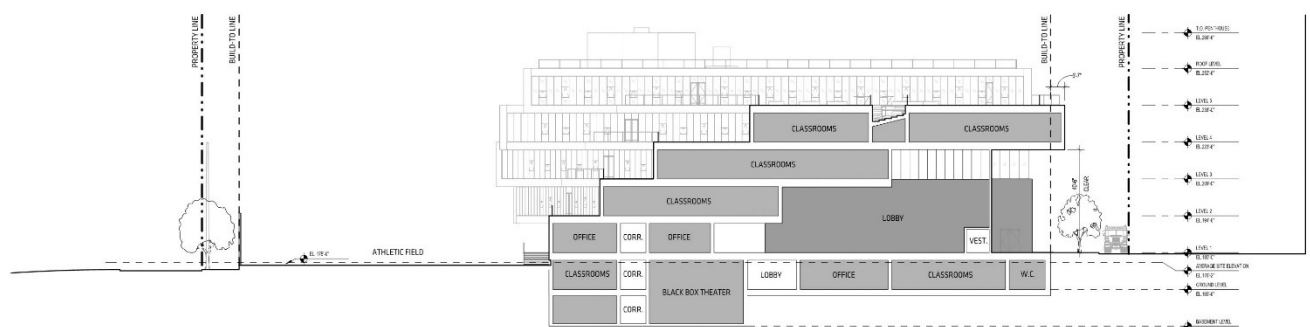 PROPERTY LINE
BUILD-TO LINE
BUILD-TO LINE
PROPERTY LINE
T.O. PENTHOUSE
ROOF LEVEL
LEVEL 5
CLASSROOMS
CLASSROOMS
LEVEL 4
CLASSROOMS
CLEAR
LEVEL 3
CLASSROOMS
LOBBY
LEVEL 2
OFFICE
CORR.
OFFICE
VEST.
ATHLETIC FIELD
LEVEL 1
CLASSROOMS
CORR.
BLACK BOX THEATER
LOBBY
OFFICE
CLASSROOMS
W.C.
AVERAGE SITE ELEVATION
GROUND LEVEL
CORR.
BASEMENT LEVEL